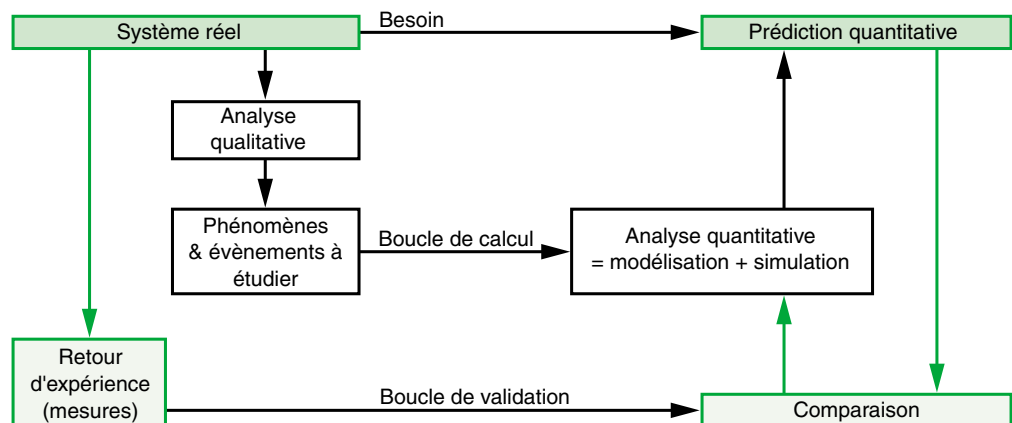 Système réel
Besoin
Prédiction quantitative
Analyse
qualitative
Phénomènes
& évènements à
étudier
Boucle de calcul
Analyse quantitative
= modélisation + simulation
Retour
d'expérience
(mesures)
Boucle de validation
Comparaison